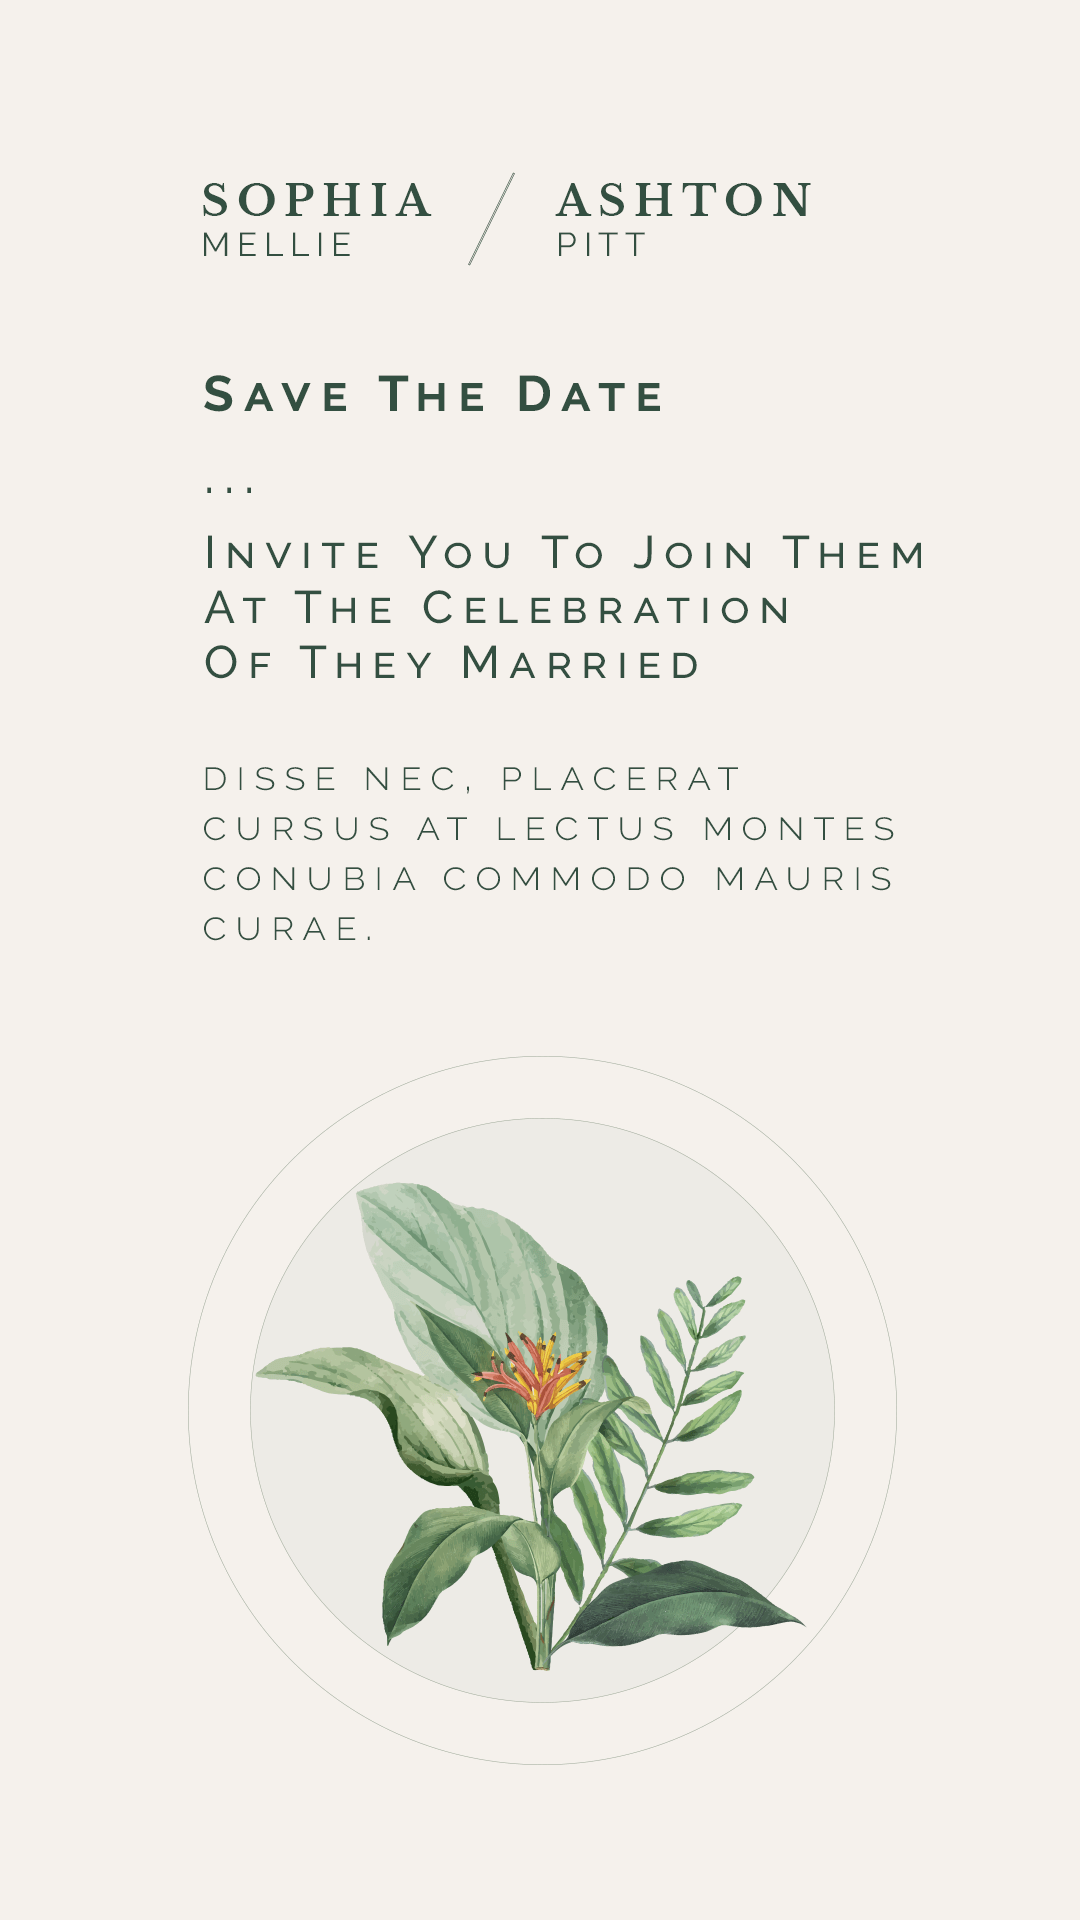 SOPHIA / ASHTON
MELLIE PITT
Save The Date
...
Invite You To Join Them
At The Celebration
Of They Married
DISSE NEC, PLACERAT
CURSUS AT LECTUS MONTES
CONUBIA COMMODO MAURIS
CURAE.